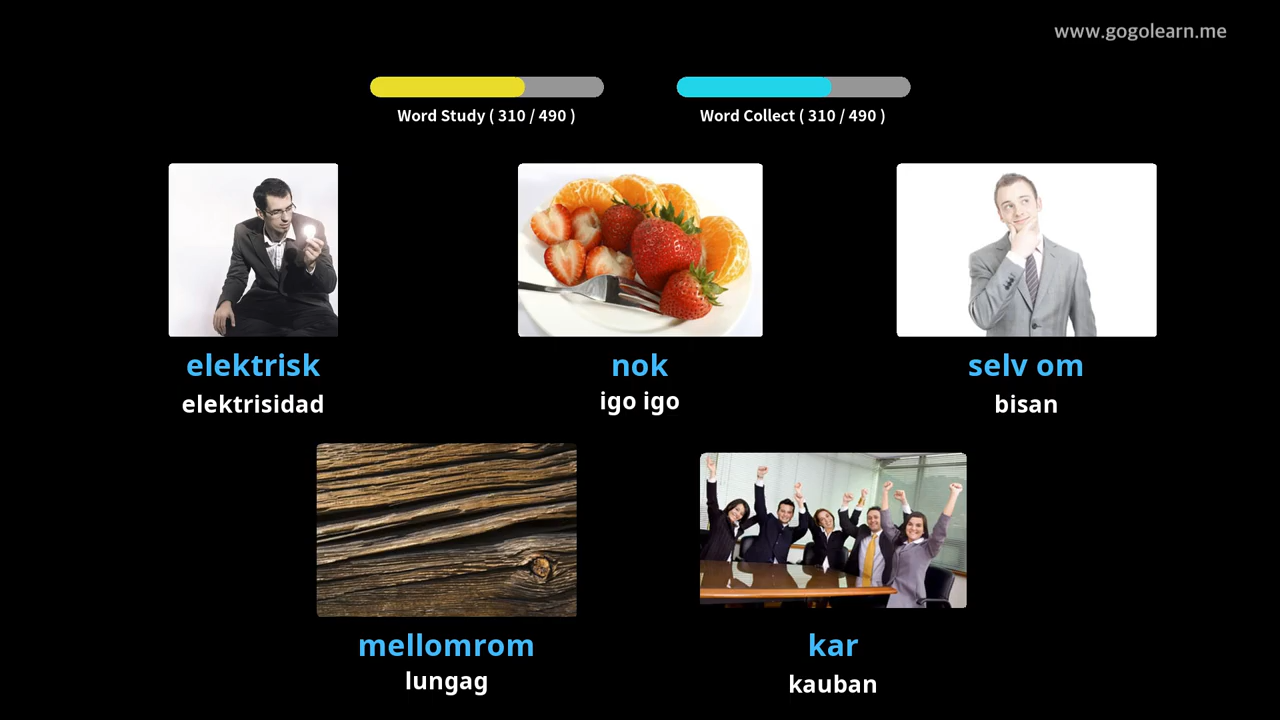 www.gogolearn.me
Word Study ( 310 / 490 )
Word Collect ( 310 / 490 )
elektrisk
elektrisidad
nok
igo igo
selv om
bisan
mellomrom
lungag
kar
kauban